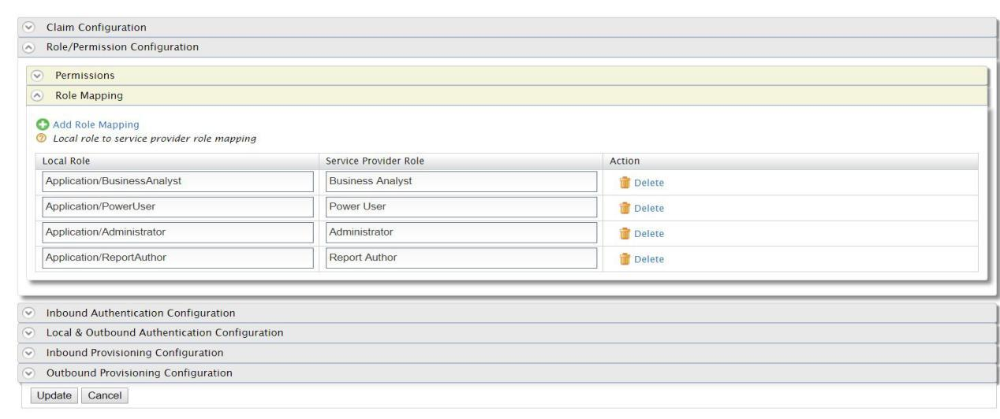 Claim Configuration
Role/Permission Configuration
Permissions
Role Mapping
Add Role Mapping
Local role to service provider role mapping
Local Role Service Provider Role Action
Application/BusinessAnalyst Business Analyst Delete
Application/PowerUser Power User Delete
Application/Administrator Administrator Delete
Application/ReportAuthor Report Author Delete
Inbound Authentication Configuration
Local & Outbound Authentication Configuration
Inbound Provisioning Configuration
Outbound Provisioning Configuration
Update Cancel